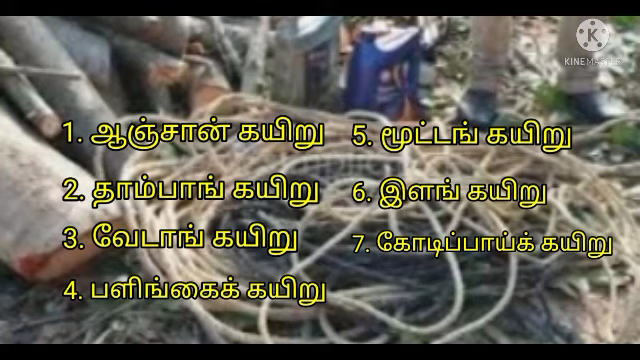 KINEMASTER
1. ஆஞ்சான் கயிறு
2. தாம்பாங் கயிறு
3. வேடாங் கயிறு
4. பளிங்கைக் கயிறு
5. மூட்டங் கயிறு
6. இளங் கயிறு
7. கோடிப்பாய்க் கயிறு